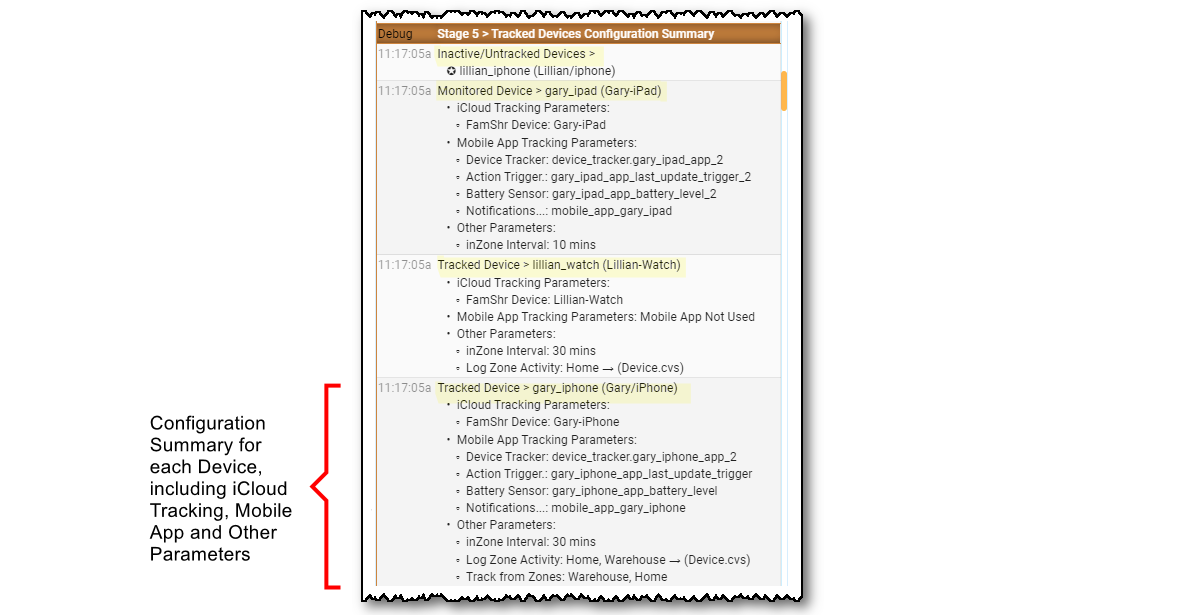 Debug Stage 5 > Tracked Devices Configuration Summary
11:17:05a Inactive/Untracked Devices >
✪ lillian_iphone (Lillian/iphone)
11:17:05a Monitored Device > gary_ipad (Gary-iPad)
• iCloud Tracking Parameters:
▫ FamShr Device: Gary-iPad
• Mobile App Tracking Parameters:
▫ Device Tracker: device_tracker.gary_ipad_app_2
▫ Action Trigger.: gary_ipad_app_last_update_trigger_2
▫ Battery Sensor: gary_ipad_app_battery_level_2
▫ Notifications...: mobile_app_gary_ipad
• Other Parameters:
▫ inZone Interval: 10 mins
11:17:05a Tracked Device > lillian_watch (Lillian-Watch)
• iCloud Tracking Parameters:
▫ FamShr Device: Lillian-Watch
• Mobile App Tracking Parameters: Mobile App Not Used
• Other Parameters:
▫ inZone Interval: 30 mins
▫ Log Zone Activity: Home → (Device.cvs)
11:17:05a Tracked Device > gary_iphone (Gary/iPhone)
• iCloud Tracking Parameters:
▫ FamShr Device: Gary-iPhone
• Mobile App Tracking Parameters:
▫ Device Tracker: device_tracker.gary_iphone_app_2
▫ Action Trigger.: gary_iphone_app_last_update_trigger
▫ Battery Sensor: gary_iphone_app_battery_level
▫ Notifications...: mobile_app_gary_iphone
• Other Parameters:
▫ inZone Interval: 30 mins
▫ Log Zone Activity: Home, Warehouse → (Device.cvs)
▫ Track from Zones: Warehouse, Home
Configuration
Summary for
each Device,
including iCloud
Tracking, Mobile
App and Other
Parameters